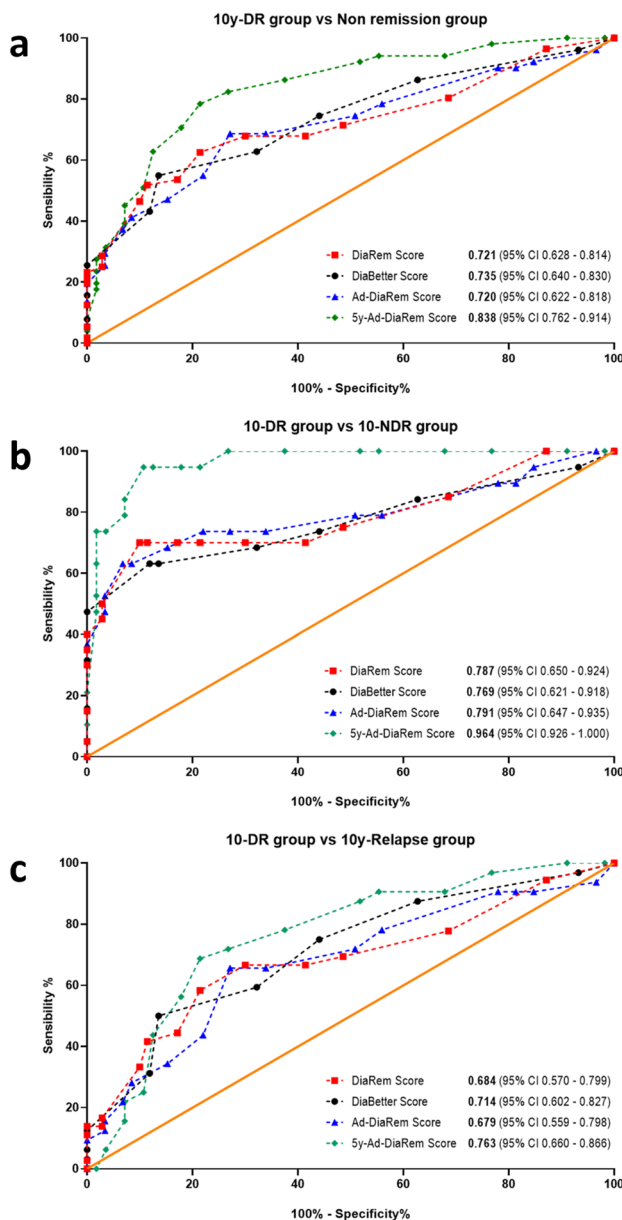 a
10y-DR group vs Non remission group
100
80
60
40
20
0
Sensibility %
DiaRem Score 0.721 (95% CI 0.628 - 0.814)
DiaBetter Score 0.735 (95% CI 0.640 - 0.830)
Ad-DiaRem Score 0.720 (95% CI 0.622 - 0.818)
5y-Ad-DiaRem Score 0.838 (95% CI 0.762 - 0.914)
0 20 40 60 80 100
100% - Specificity%
b
10-DR group vs 10-NDR group
100
80
60
40
20
0
Sensibility %
DiaRem Score 0.787 (95% CI 0.650 - 0.924)
DiaBetter Score 0.769 (95% CI 0.621 - 0.918)
Ad-DiaRem Score 0.791 (95% CI 0.647 - 0.935)
5y-Ad-DiaRem Score 0.964 (95% CI 0.926 - 1.000)
0 20 40 60 80 100
100% - Specificity%
c
10-DR group vs 10y-Relapse group
100
80
60
40
20
0
Sensibility %
DiaRem Score 0.684 (95% CI 0.570 - 0.799)
DiaBetter Score 0.714 (95% CI 0.602 - 0.827)
Ad-DiaRem Score 0.679 (95% CI 0.559 - 0.798)
5y-Ad-DiaRem Score 0.763 (95% CI 0.660 - 0.866)
0 20 40 60 80 100
100% - Specificity%